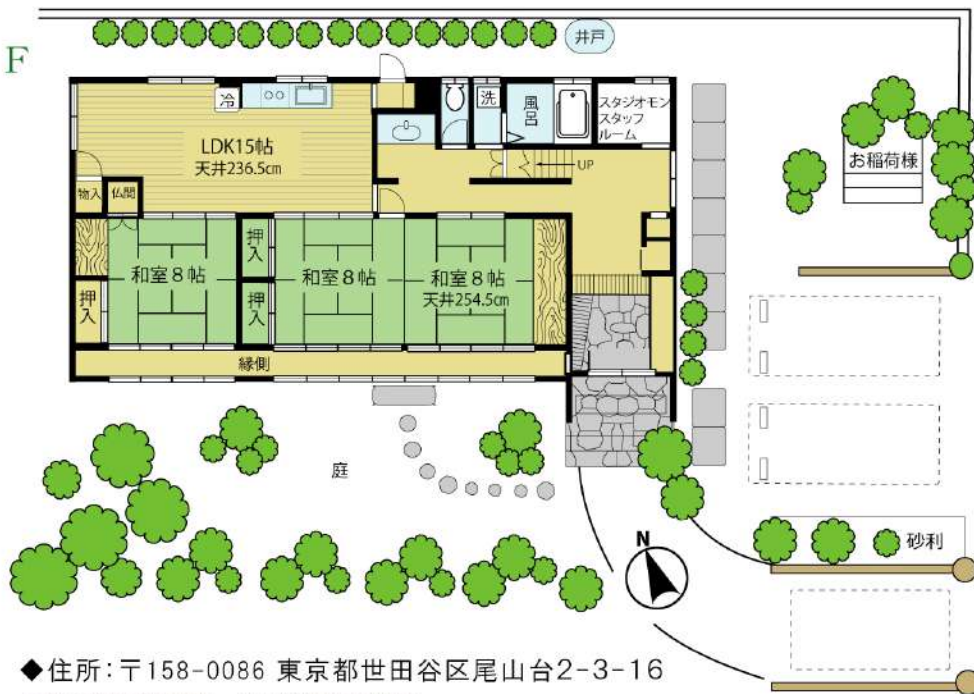 F
井戸
冷
洗
風呂
スタジオモン
スタッフ
ルーム
LDK15帖
天井236.5cm
UP
お稲荷様
物入
仏間
押入
和室8帖
押入
押入
和室8帖
和室8帖
天井254.5cm
縁側
庭
N
砂利
◆住所:〒158-0086 東京都世田谷区尾山台2-3-16